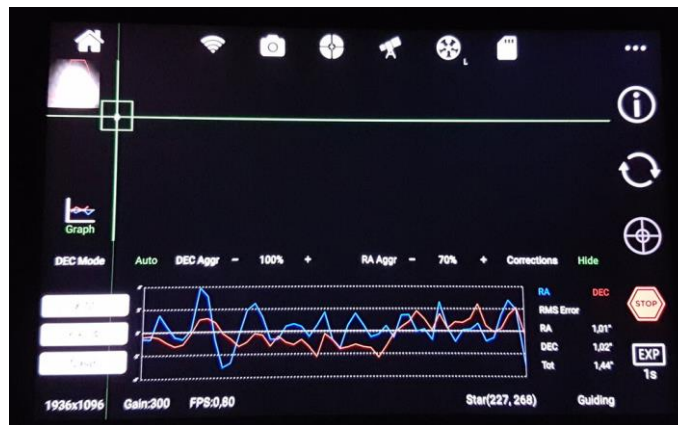 L
Graph
DEC Mode Auto DEC Aggr - 100% + RA Aggr - 70% + Corrections Hide
RA DEC
RMS Error
RA 1,01"
DEC 1,02"
Tot 1,44"
STOP
EXP
1s
1936x1096 Gain:300 FPS:0,80 Star(227, 268) Guiding